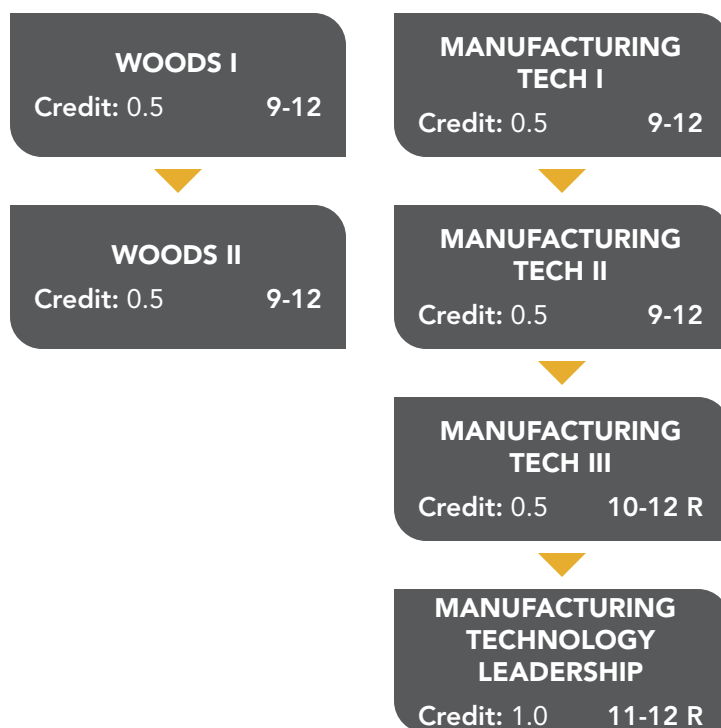 WOODS I
Credit: 0.5 9-12
WOODS II
Credit: 0.5 9-12
MANUFACTURING
TECH I
Credit: 0.5 9-12
MANUFACTURING
TECH II
Credit: 0.5 9-12
MANUFACTURING
TECH III
Credit: 0.5 10-12 R
MANUFACTURING
TECHNOLOGY
LEADERSHIP
Credit: 1.0 11-12 R